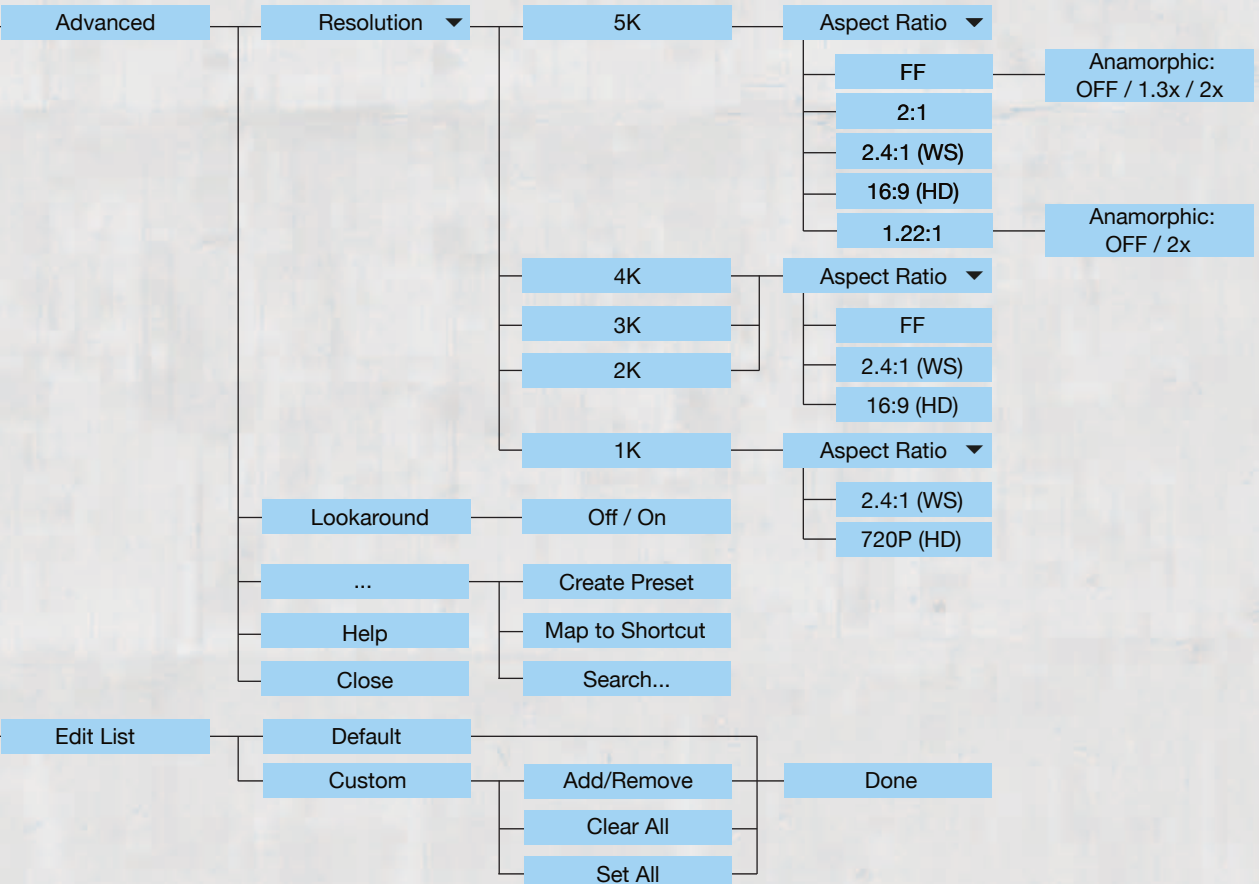 Advanced
Resolution
5K
Aspect Ratio
FF
Anamorphic:
OFF / 1.3x / 2x
2:1
2.4:1 (WS)
16:9 (HD)
1.22:1
Anamorphic:
OFF / 2x
4K
3K
2K
Aspect Ratio
FF
2.4:1 (WS)
16:9 (HD)
1K
Aspect Ratio
2.4:1 (WS)
720P (HD)
Lookaround
Off / On
...
Create Preset
Map to Shortcut
Search...
Help
Close
Edit List
Default
Custom
Add/Remove
Clear All
Set All
Done